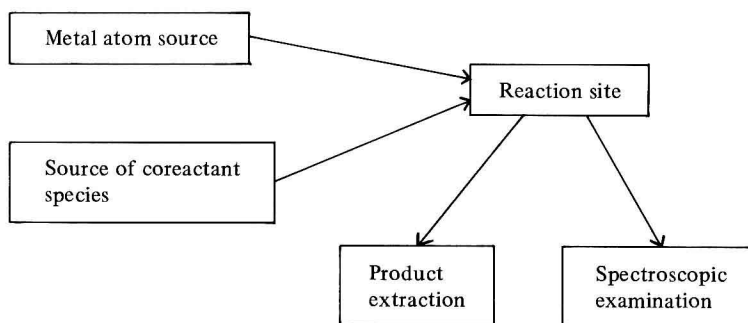 Metal atom source
Reaction site
Source of coreactant
species
Product
extraction
Spectroscopic
examination